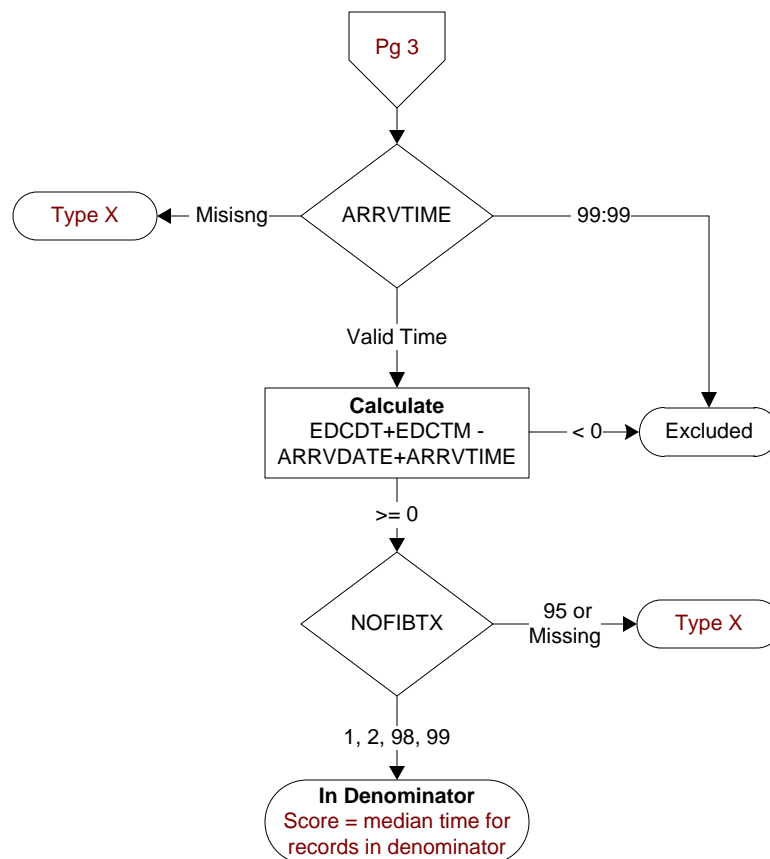 Pg 3
ARRVTIME
Type X
Misisng
99:99
Valid Time
Calculate
EDCDT+EDCTM -
ARRVDATE+ARRVTIME
< 0
Excluded
>= 0
NOFIBTX
95 or
Missing
Type X
1, 2, 98, 99
In Denominator
Score = median time for
records in denominator